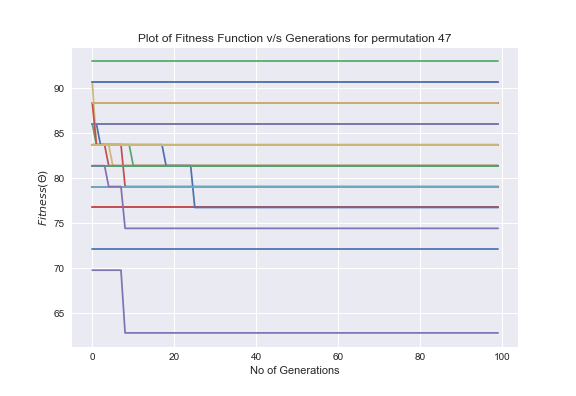 Plot of Fitness Function v/s Generations for permutation 47
Fitness(Θ)
90
85
80
75
70
65
0 20 40 60 80 100
No of Generations